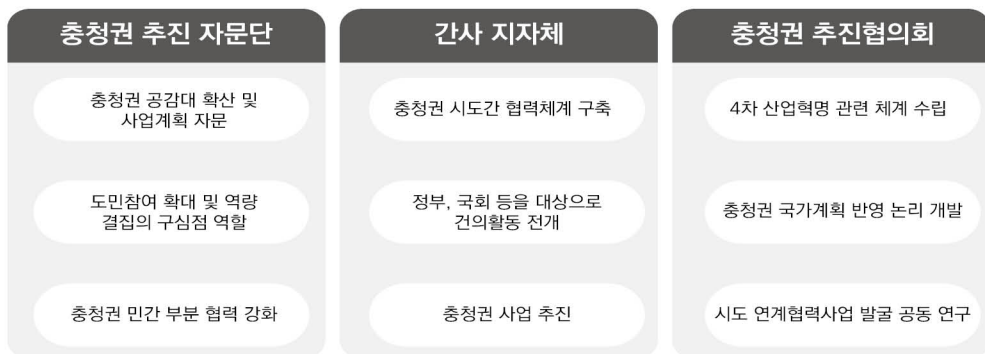 충청권 추진 자문단
충청권 공감대 확산 및
사업계획 자문
도민참여 확대 및 역량
결집의 구심점 역할
충청권 민간 부분 협력 강화
간사 지자체
충청권 시도간 협력체계 구축
정부, 국회 등을 대상으로
건의활동 전개
충청권 사업 추진
충청권 추진협의회
4차 산업혁명 관련 체계 수립
충청권 국가계획 반영 논리 개발
시도 연계협력사업 발굴 공동 연구